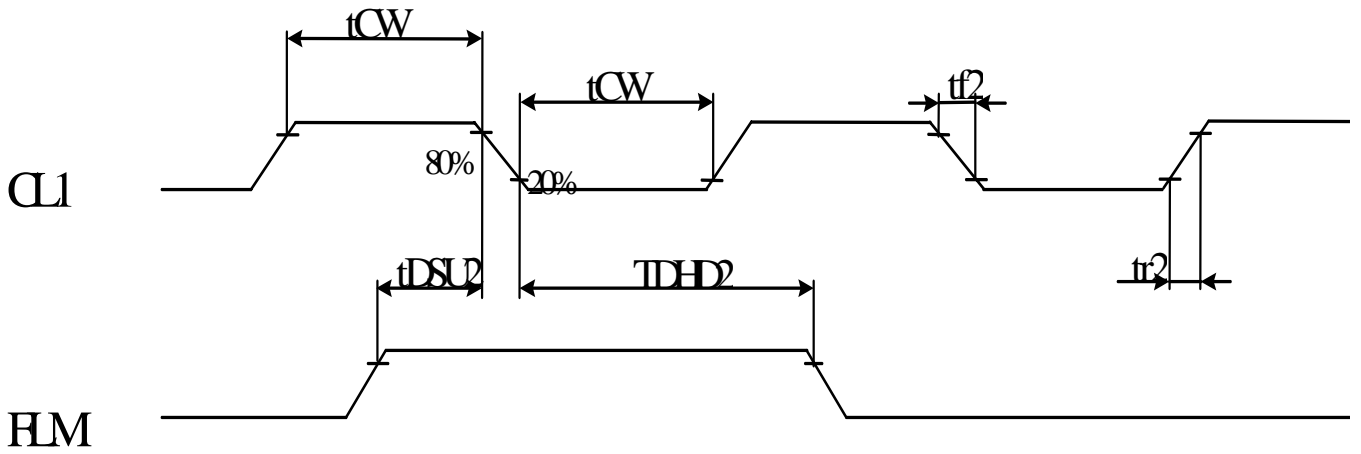 tCW
tCW
tf2
80%
20%
CL1
tDSU2
TDHD2
tr2
FLM